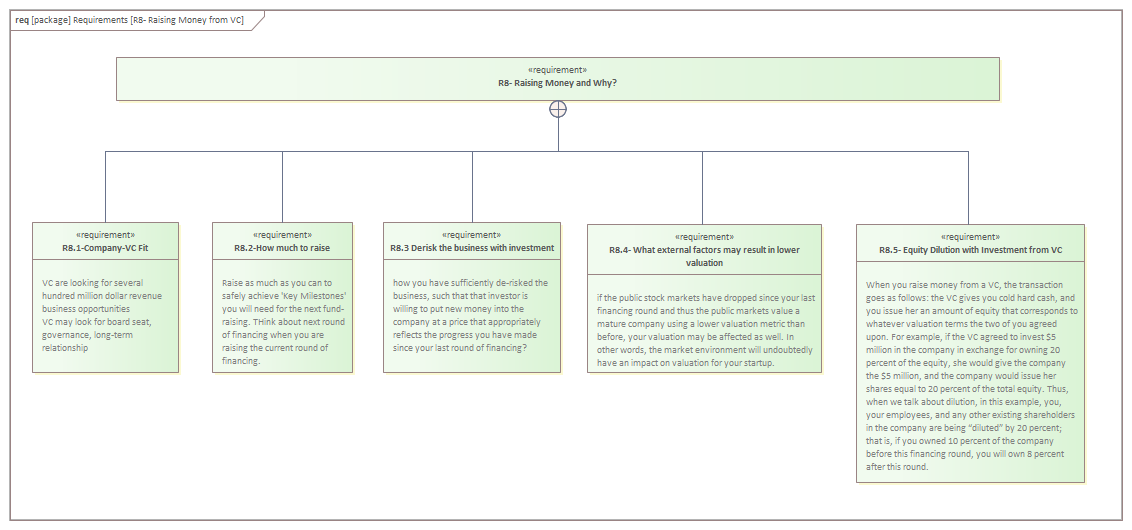 req [package] Requirements [R8- Raising Money from VC]
«requirement»
R8- Raising Money and Why?
«requirement»
R8.1-Company-VC Fit
VC are looking for several
hundred million dollar revenue
business opportunities
VC may look for board seat,
governance, long-term
relationship
«requirement»
R8.2-How much to raise
Raise as much as you can to
safely achieve 'Key Milestones'
you will need for the next fund-
raising. THink about next round
of financing when you are
raising the current round of
financing.
«requirement»
R8.3 Derisk the business with investment
how you have sufficiently de-risked the
business, such that that investor is
willing to put new money into the
company at a price that appropriately
reflects the progress you have made
since your last round of financing?
«requirement»
R8.4- What external factors may result in lower
valuation
if the public stock markets have dropped since your last
financing round and thus the public markets value a
mature company using a lower valuation metric than
before, your valuation may be affected as well. In
other words, the market environment will undoubtedly
have an impact on valuation for your startup.
«requirement»
R8.5- Equity Dilution with Investment from VC
When you raise money from a VC, the transaction
goes as follows: the VC gives you cold hard cash, and
you issue her an amount of equity that corresponds to
whatever valuation terms the two of you agreed
upon. For example, if the VC agreed to invest $5
million in the company in exchange for owning 20
percent of the equity, she would give the company
the $5 million, and the company would issue her
shares equal to 20 percent of the total equity. Thus,
when we talk about dilution, in this example, you,
your employees, and any other existing shareholders
in the company are being “diluted” by 20 percent;
that is, if you owned 10 percent of the company
before this financing round, you will own 8 percent
after this round.